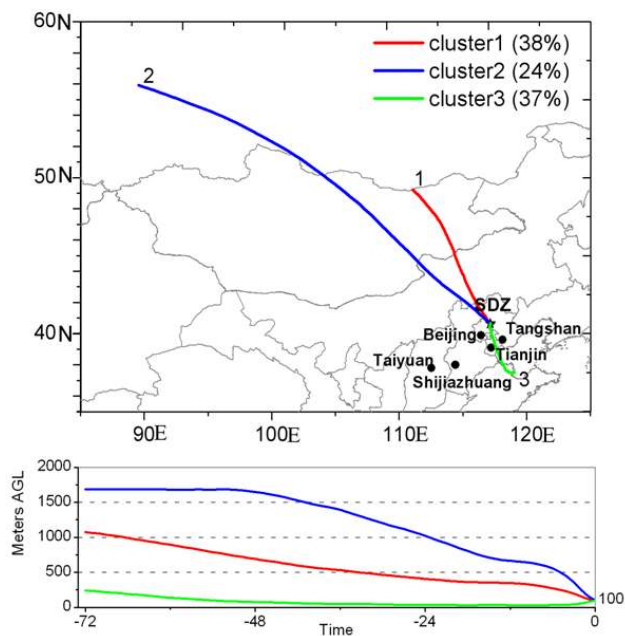 60N
cluster1 (38%)
cluster2 (24%)
cluster3 (37%)
2
50N
1
SDZ
Beijing
Tangshan
40N
Tianjin
Taiyuan
Shijiazhuang
3
90E 100E 110E 120E
2000
1500
1000
500
0
Meters AGL
100
-72 -48 -24 0
Time